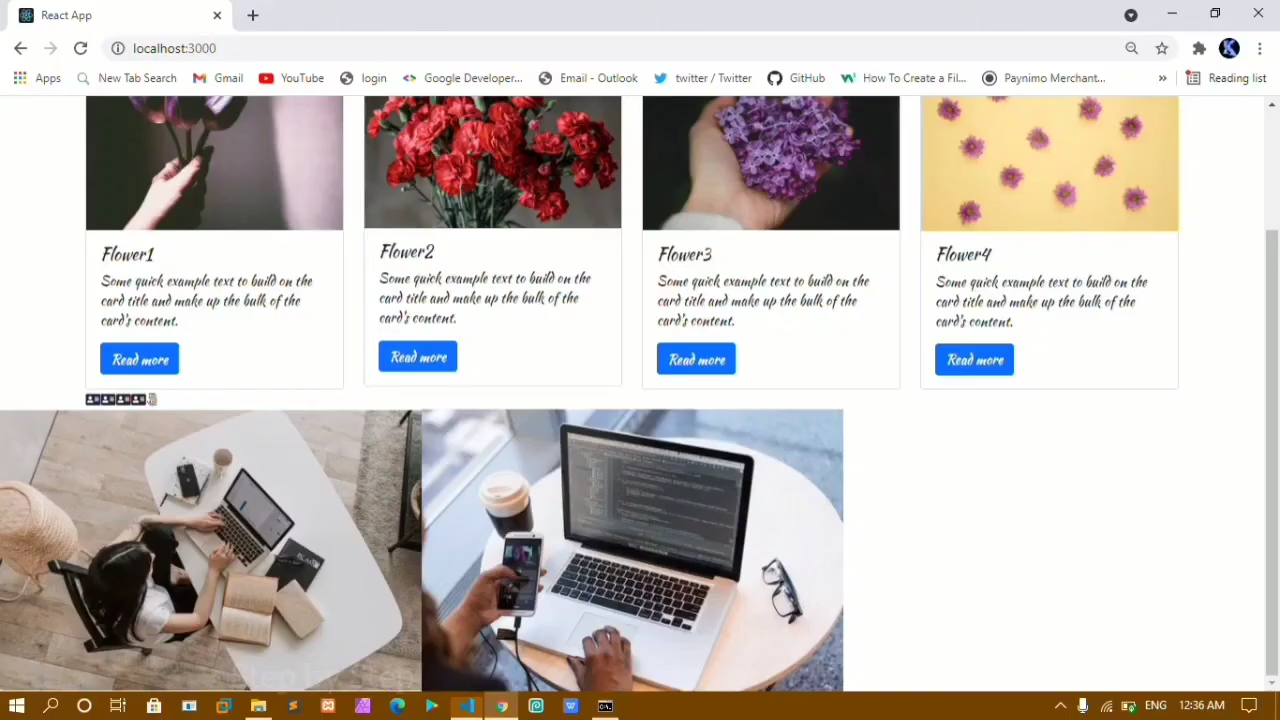 React App
localhost:3000
Apps New Tab Search Gmail YouTube login Google Developer... Email - Outlook twitter / Twitter GitHub How To Create a Fil... Paynimo Merchant... » Reading list
Flower1 Flower2 Flower3 Flower4
Some quick example text to build on the
card title and make up the bulk of the
card's content.
Some quick example text to build on the
card title and make up the bulk of the
card's content.
Some quick example text to build on the
card title and make up the bulk of the
card's content.
Some quick example text to build on the
card title and make up the bulk of the
card's content.
Read more Read more Read more Read more
ENG 12:36 AM